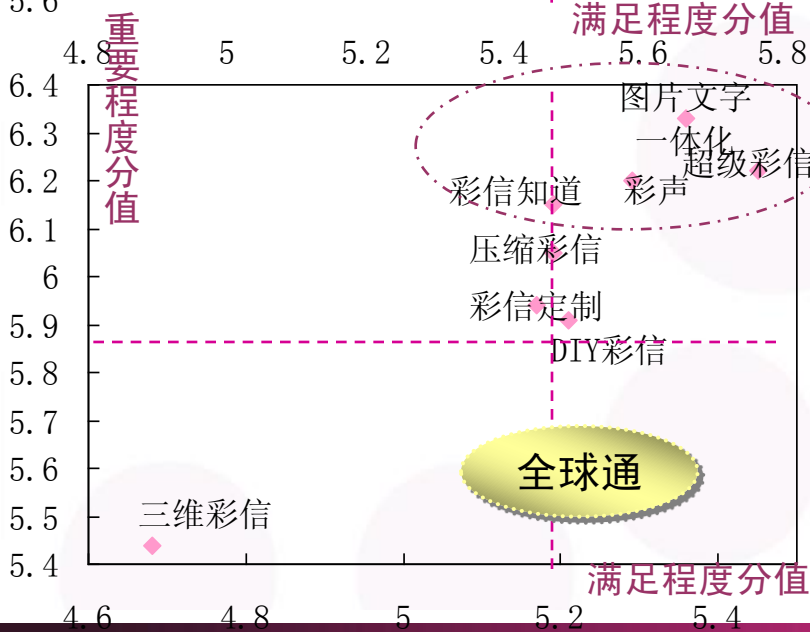 5.6
满足程度分值
重要程度分值
4.8
5
5.2
5.4
5.6
5.8
6.4
图片文字
6.3
一体化
超级彩信
6.2
彩信知道
彩声
6.1
压缩彩信
6
彩信定制
5.9
DIY彩信
5.8
5.7
5.6
全球通
三维彩信
5.5
5.4
满足程度分值
4.6
4.8
5
5.2
5.4